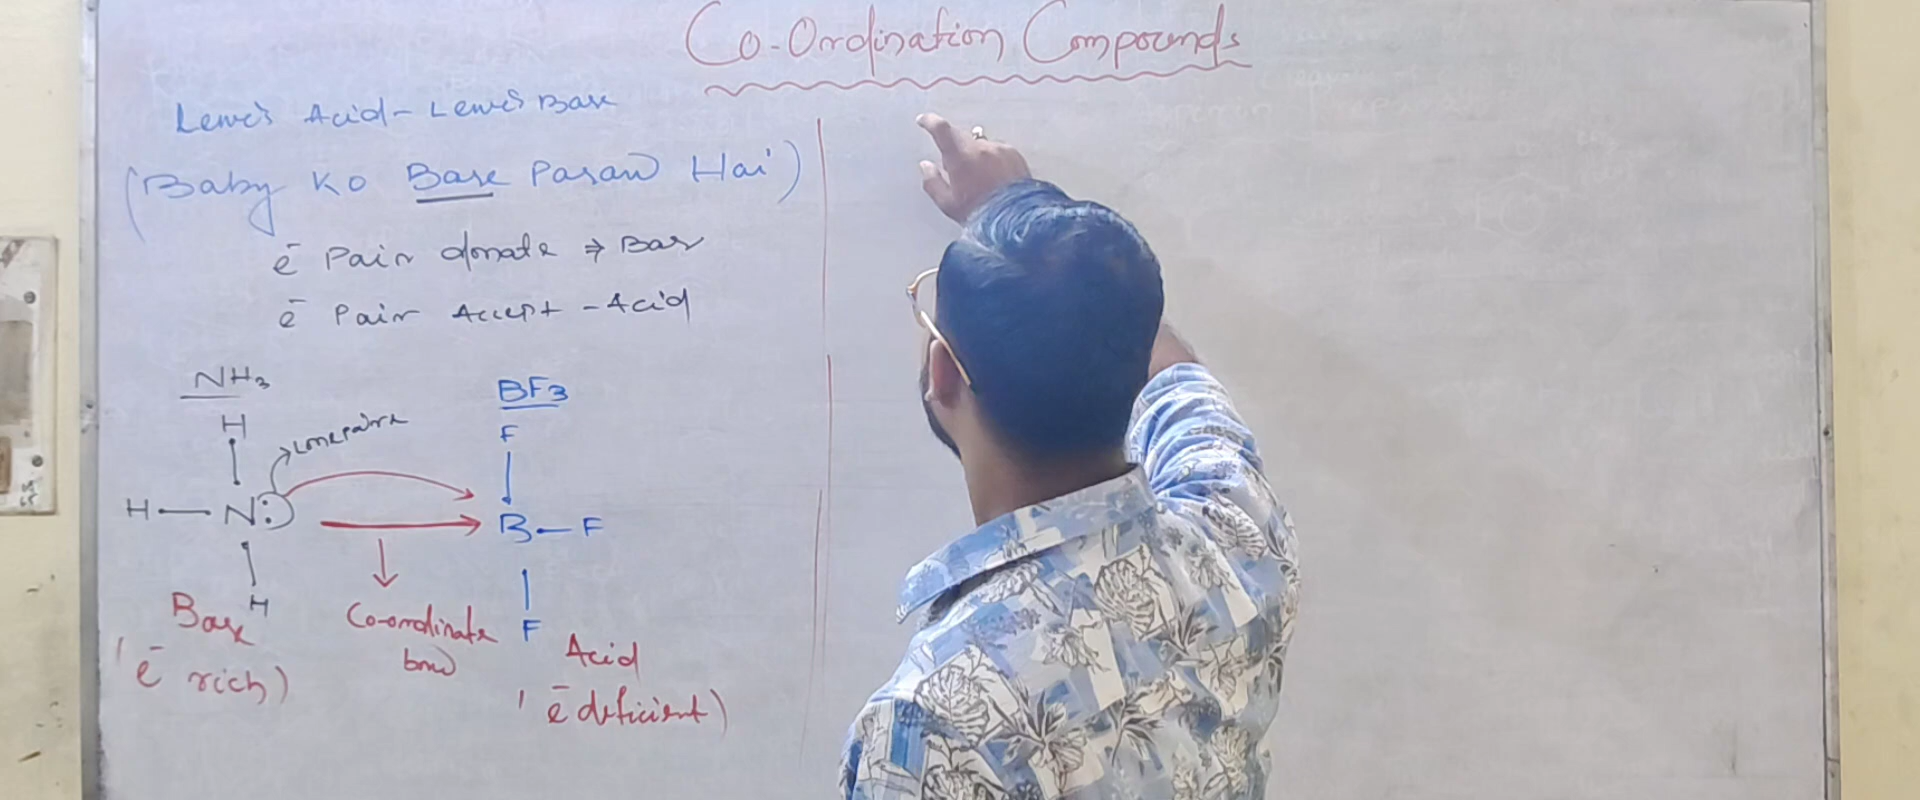 Co-Ordination Compounds
Lewis Acid - Lewis Base
(Baby Ko Base Pasand Hai)
e⁻ Pair donate ⇒ Base
e⁻ Pair Accept - Acid
NH₃
BF₃
H
F
H — N :
B — F
H
F
Base
Co-ordinate
Acid
(e⁻ rich)
bond
(e⁻ deficient)